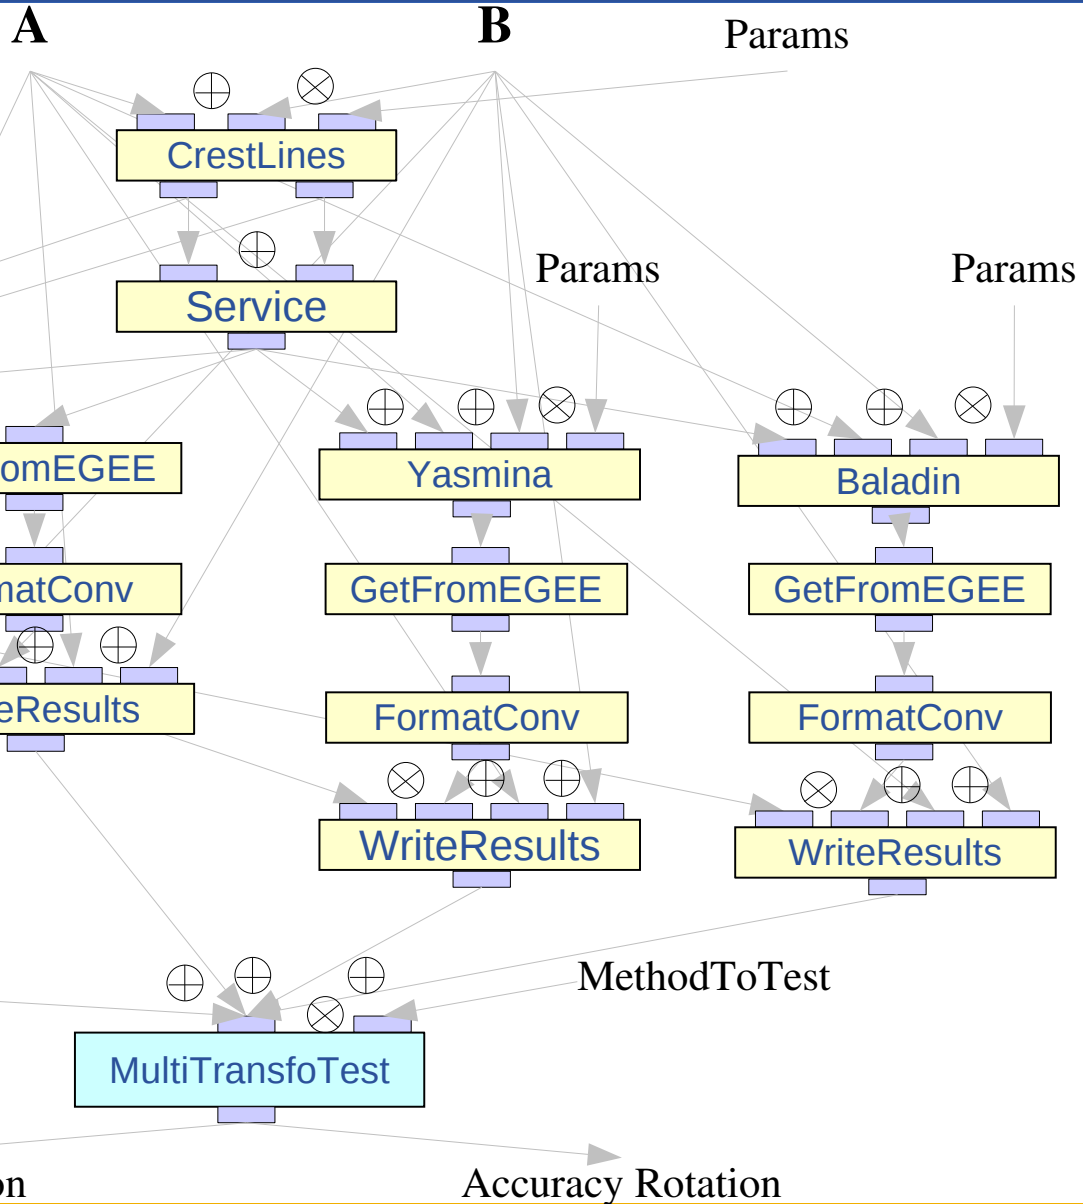 A
B
Params
CrestLines
Params
Params
Service
omEGEE
Yasmina
Baladin
matConv
GetFromEGEE
GetFromEGEE
eResults
FormatConv
FormatConv
WriteResults
WriteResults
MethodToTest
MultiTransfoTest
on
Accuracy Rotation